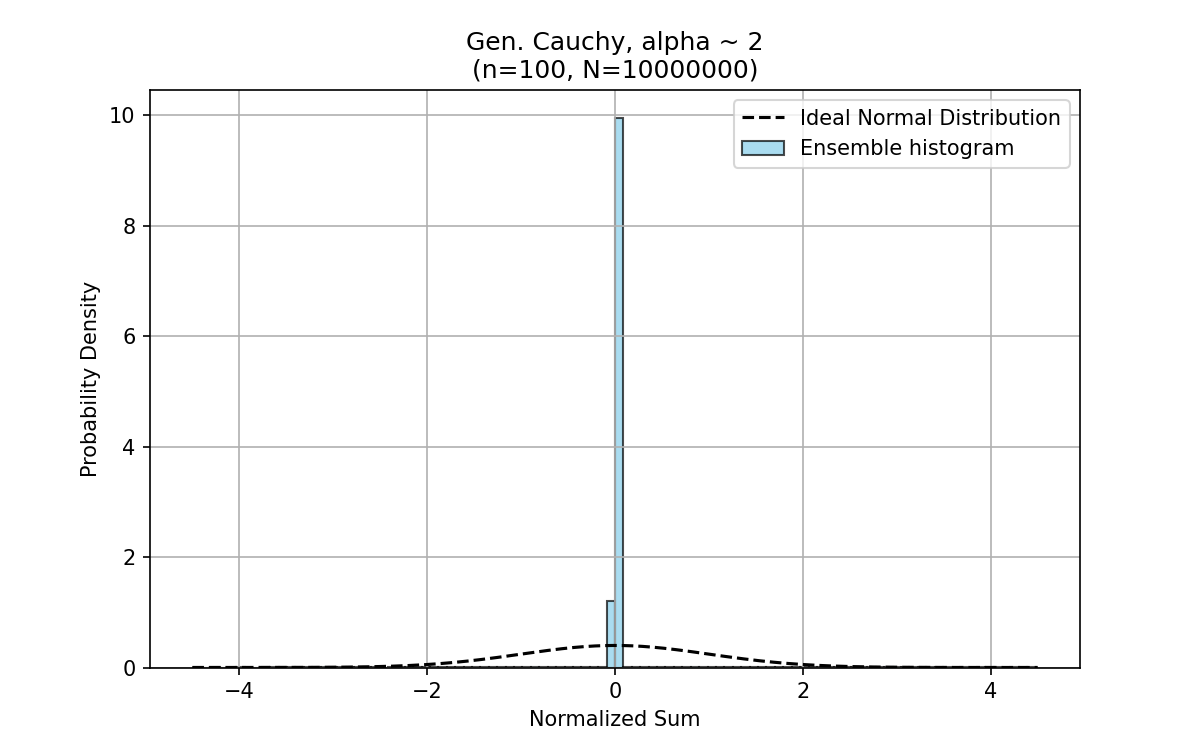 Gen. Cauchy, alpha ~ 2
(n=100, N=10000000)
Ideal Normal Distribution
Ensemble histogram
Probability Density
10
8
6
4
2
0
−4
−2
0
2
4
Normalized Sum